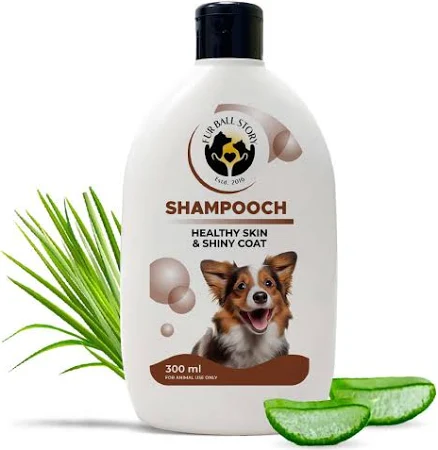 FUR BALL STORY
Estd. 2016
SHAMPOOCH
HEALTHY SKIN
& SHINY COAT
300 ml
FOR ANIMAL USE ONLY